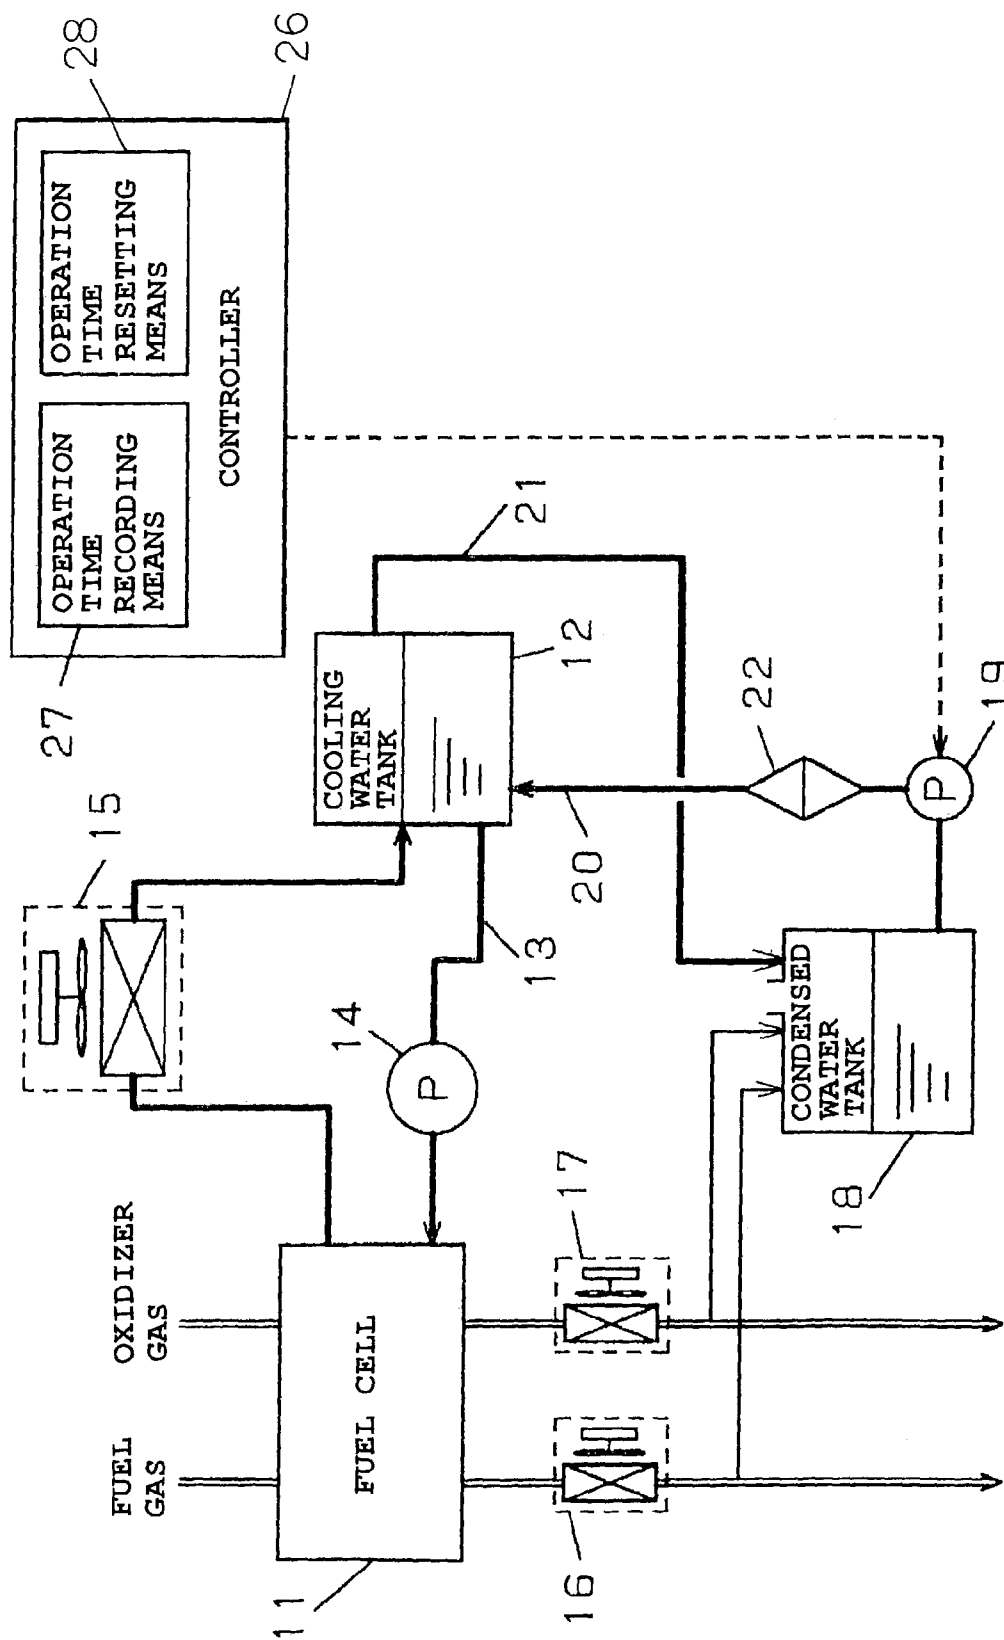 FUEL
GAS
OXIDIZER
GAS
15
27
OPERATION
TIME
RECORDING
MEANS
OPERATION
TIME
RESETTING
MEANS
28
CONTROLLER
26
11
FUEL CELL
14
P
13
COOLING
WATER
TANK
12
21
16
17
20
22
18
CONDENSED
WATER
TANK
P
19